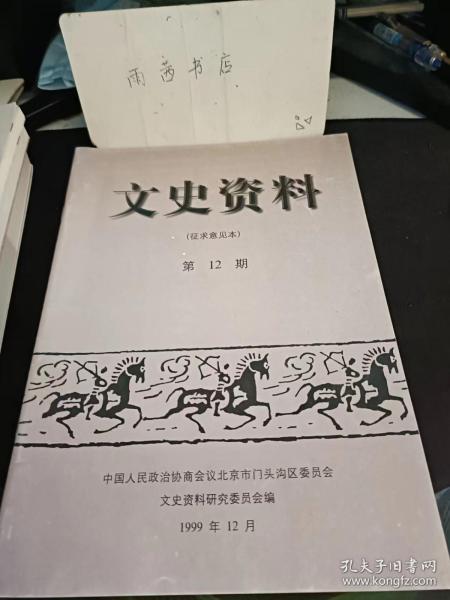 雨茜书店
文史资料
(征求意见本)
第 12 期
中国人民政治协商会议北京市门头沟区委员会
文史资料研究委员会编
1999 年 12 月
孔夫子旧书网
www.kongfz.com